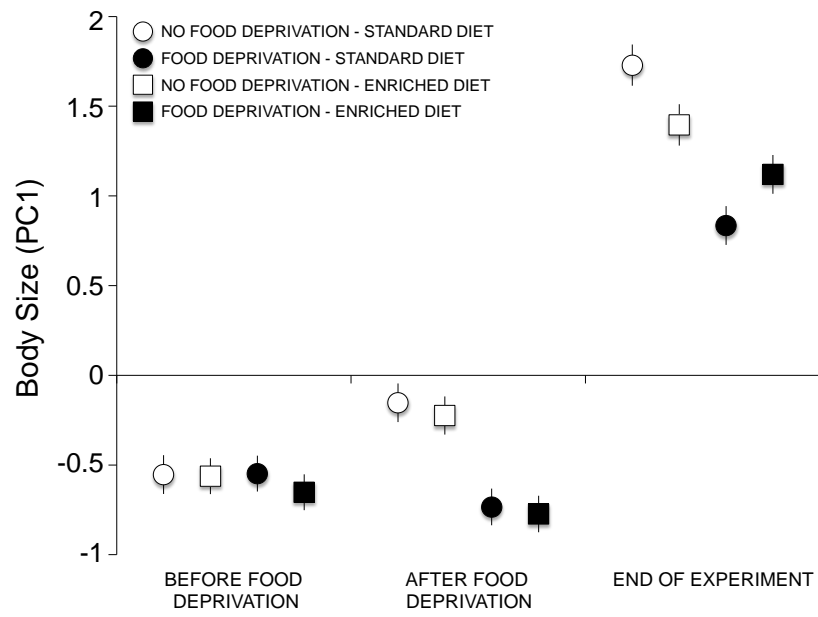 NO FOOD DEPRIVATION - STANDARD DIET
FOOD DEPRIVATION - STANDARD DIET
NO FOOD DEPRIVATION - ENRICHED DIET
FOOD DEPRIVATION - ENRICHED DIET
Body Size (PC1)
2
1.5
1
0.5
0
-0.5
-1
BEFORE FOOD
DEPRIVATION
AFTER FOOD
DEPRIVATION
END OF EXPERIMENT